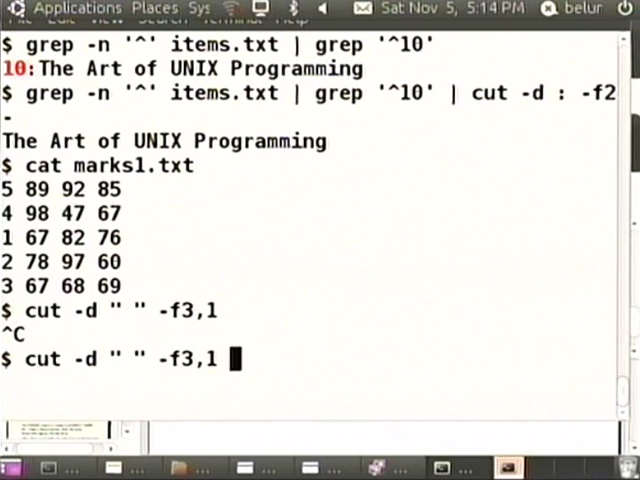 Applications Places Sys Sat Nov 5, 5:14 PM belur
$ grep -n '^' items.txt | grep '^10'
10:The Art of UNIX Programming
$ grep -n '^' items.txt | grep '^10' | cut -d : -f2
-
The Art of UNIX Programming
$ cat marks1.txt
5 89 92 85
4 98 47 67
1 67 82 76
2 78 97 60
3 67 68 69
$ cut -d " " -f3,1
^C
$ cut -d " " -f3,1